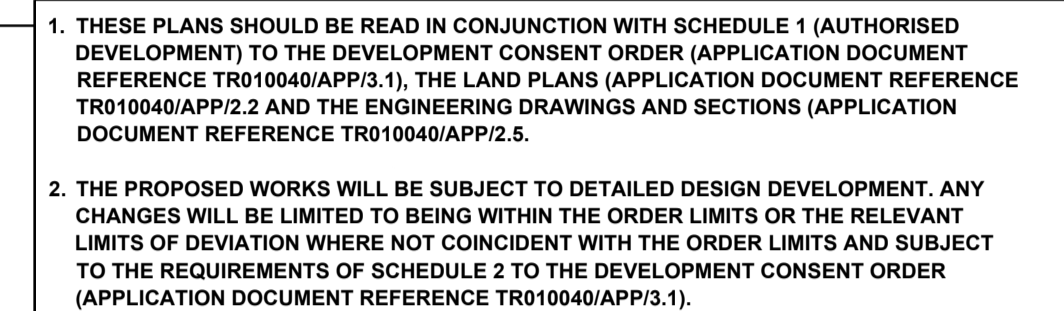 1. THESE PLANS SHOULD BE READ IN CONJUNCTION WITH SCHEDULE 1 (AUTHORISED
DEVELOPMENT) TO THE DEVELOPMENT CONSENT ORDER (APPLICATION DOCUMENT
REFERENCE TR010040/APP/3.1), THE LAND PLANS (APPLICATION DOCUMENT REFERENCE
TR010040/APP/2.2 AND THE ENGINEERING DRAWINGS AND SECTIONS (APPLICATION
DOCUMENT REFERENCE TR010040/APP/2.5.
2. THE PROPOSED WORKS WILL BE SUBJECT TO DETAILED DESIGN DEVELOPMENT. ANY
CHANGES WILL BE LIMITED TO BEING WITHIN THE ORDER LIMITS OR THE RELEVANT
LIMITS OF DEVIATION WHERE NOT COINCIDENT WITH THE ORDER LIMITS AND SUBJECT
TO THE REQUIREMENTS OF SCHEDULE 2 TO THE DEVELOPMENT CONSENT ORDER
(APPLICATION DOCUMENT REFERENCE TR010040/APP/3.1).